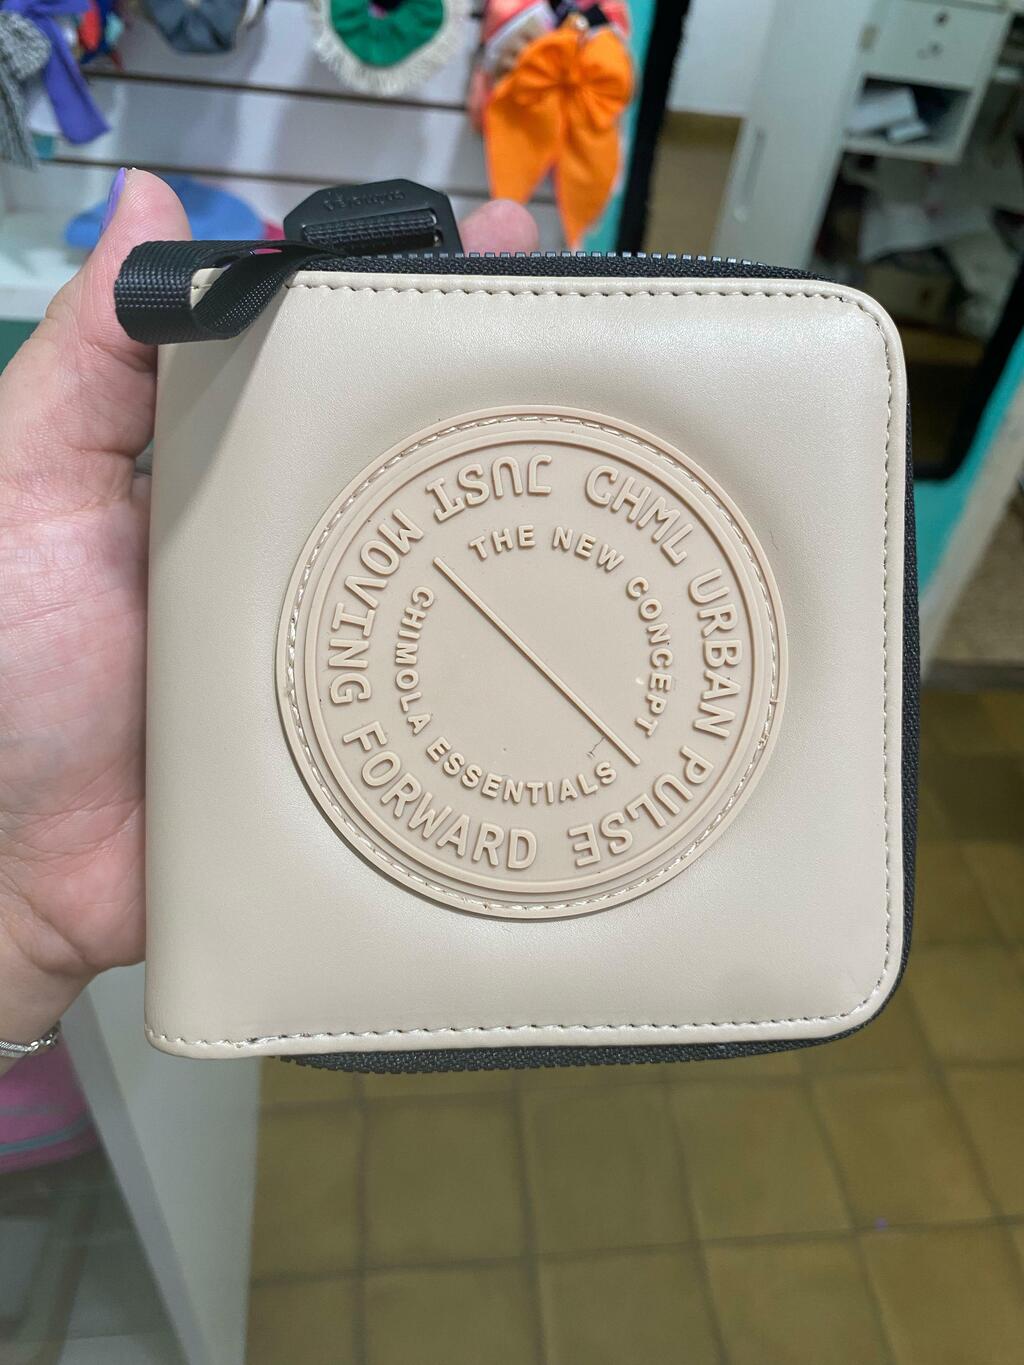 CHML URBAN PULSE
JUST MOVING FORWARD
THE NEW CONCEPT
CHIMOLA ESSENTIALS